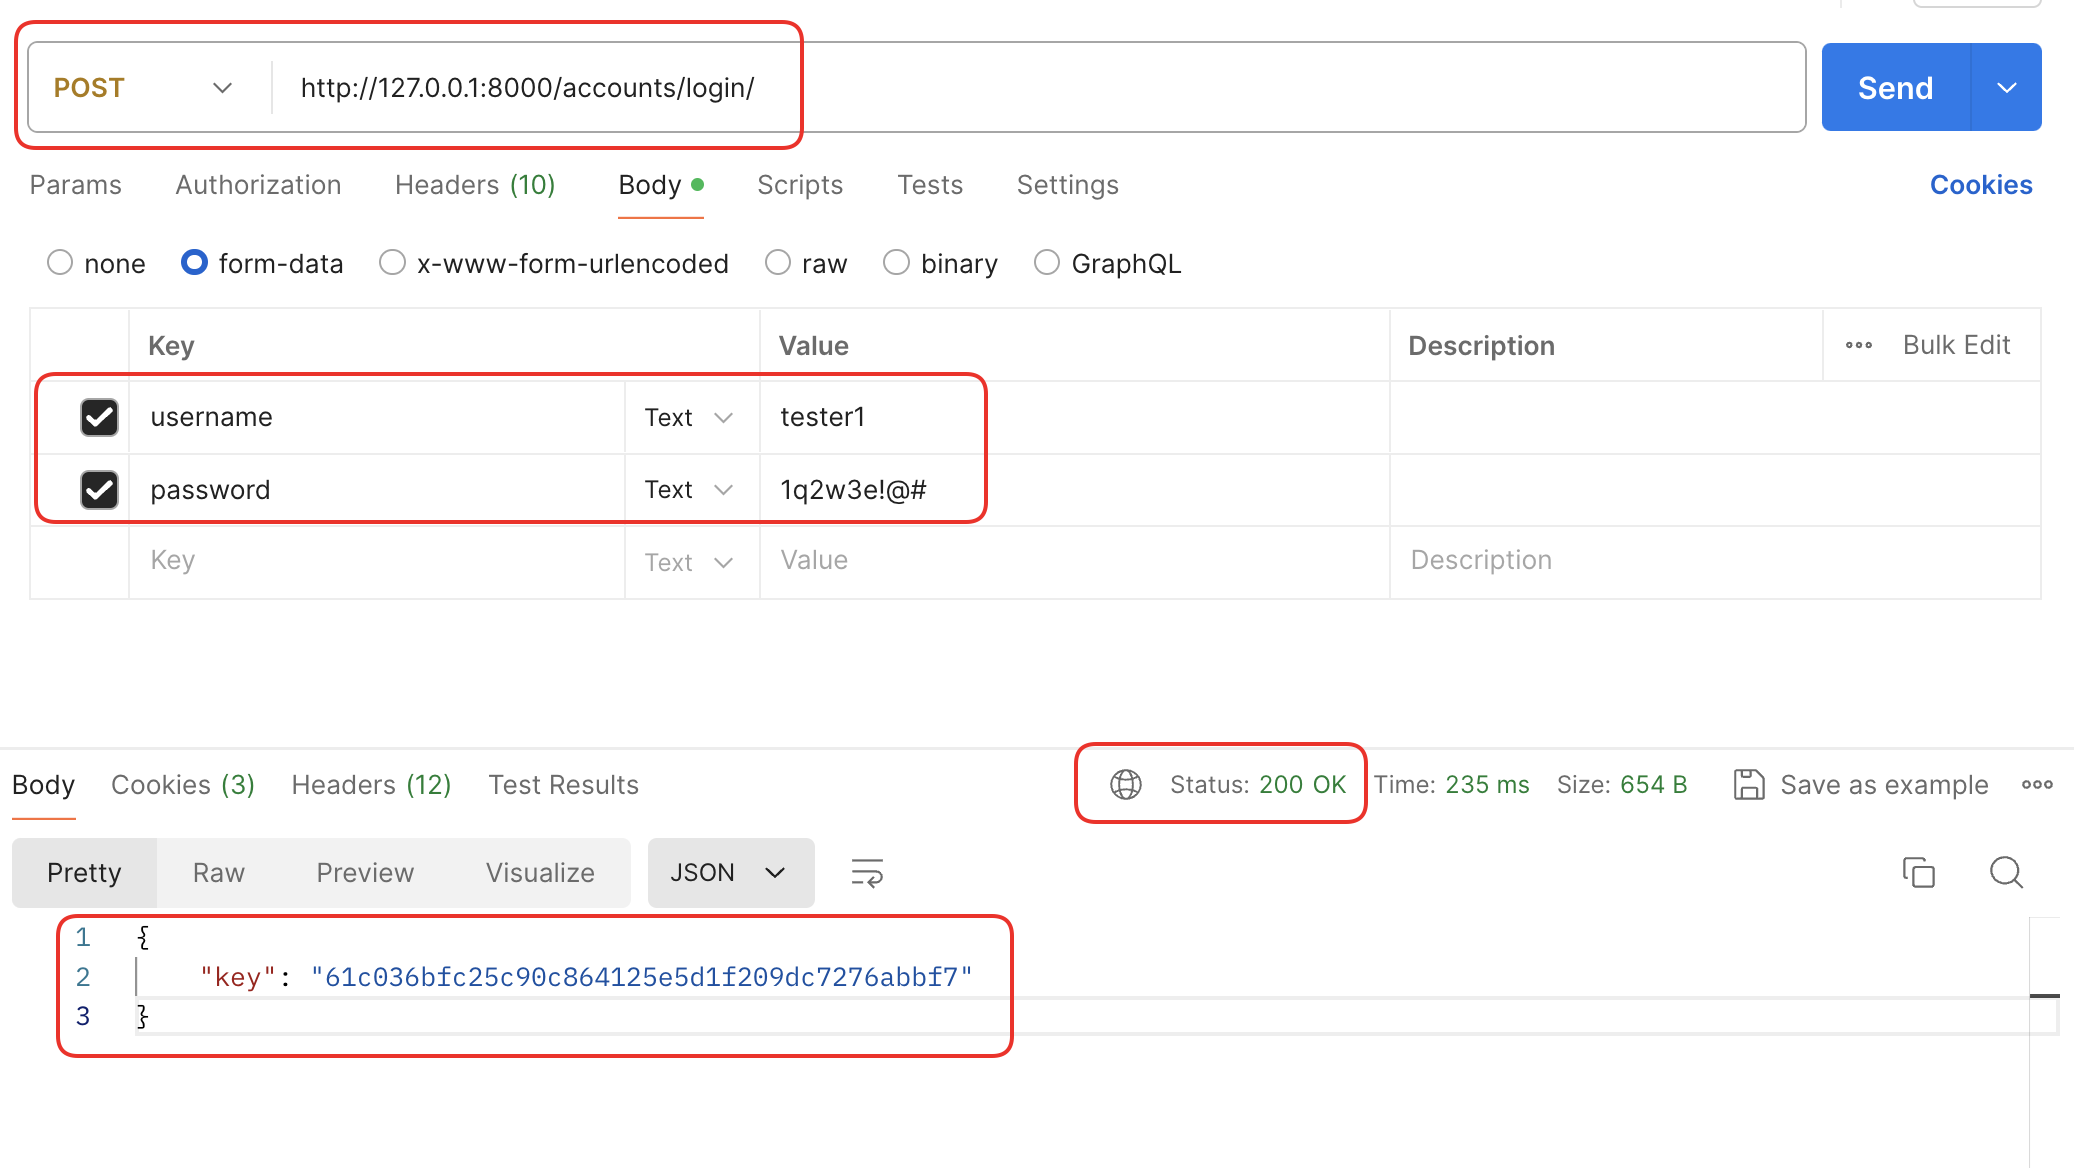 POST http://127.0.0.1:8000/accounts/login/ Send
Params Authorization Headers (10) Body Scripts Tests Settings Cookies
none form-data x-www-form-urlencoded raw binary GraphQL
Key Value Description Bulk Edit
username Text tester1
password Text 1q2w3e!@#
Key Text Value Description
Body Cookies (3) Headers (12) Test Results Status: 200 OK Time: 235 ms Size: 654 B Save as example
Pretty Raw Preview Visualize JSON
1 {
2 "key": "61c036bfc25c90c864125e5d1f209dc7276abbf7"
3 }